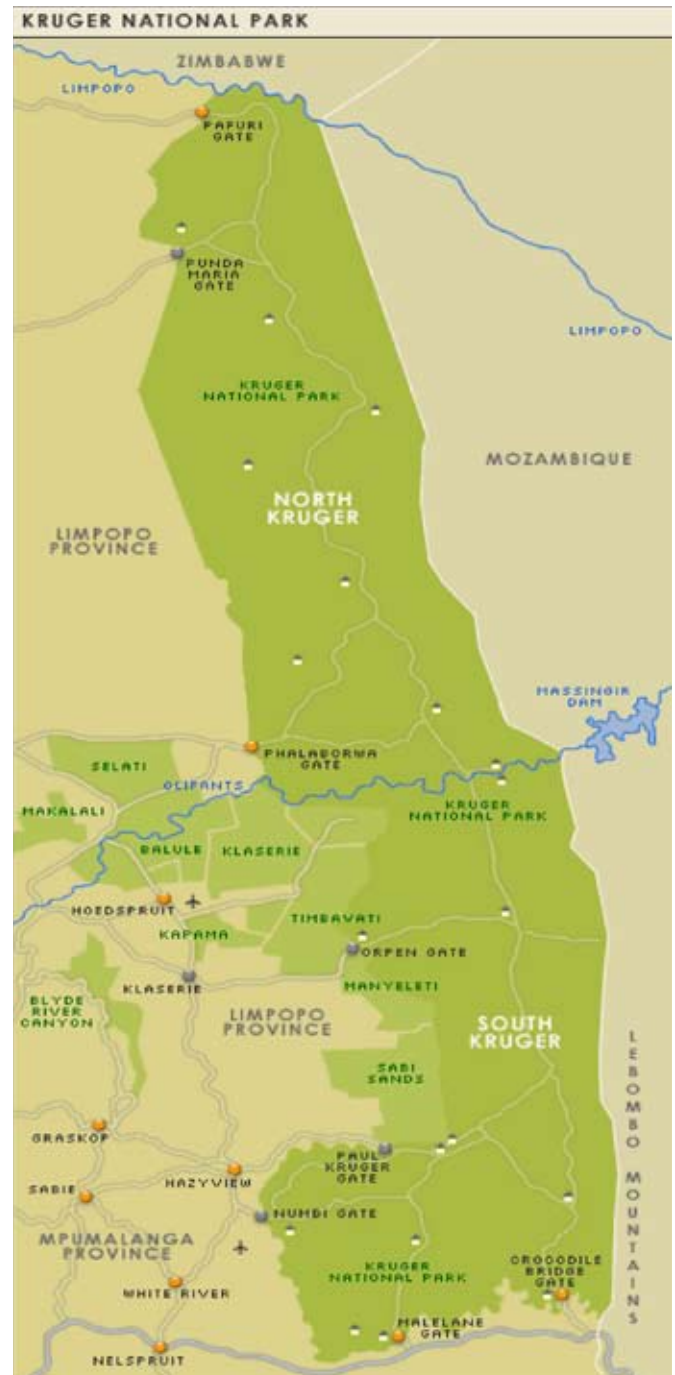 KRUGER NATIONAL PARK
ZIMBABWE
LIMPOPO
PAFURI
GATE
PUNDA
MARIA
GATE
LIMPOPO
KRUGER
NATIONAL PARK
MOZAMBIQUE
NORTH
KRUGER
LIMPOPO
PROVINCE
MASSINGIR
DAM
PHALABORWA
GATE
SELATI
OLIFANTS
KRUGER
NATIONAL PARK
MAKALALI
BALULE
KLASERIE
HOEDSPRUIT
TIMBAVATI
KAPAMA
ORPEN GATE
KLASERIE
MANYELETI
BLYDE
RIVER
CANYON
LIMPOPO
PROVINCE
SOUTH
KRUGER
SABI
SANDS
LEBOMBO MOUNTAINS
GRASKOP
PAUL
KRUGER
GATE
HAZYVIEW
SABIE
NUMBI GATE
MPUMALANGA
PROVINCE
CROCODILE
BRIDGE
GATE
KRUGER
NATIONAL PARK
WHITE RIVER
MALELANE
GATE
NELSPRUIT